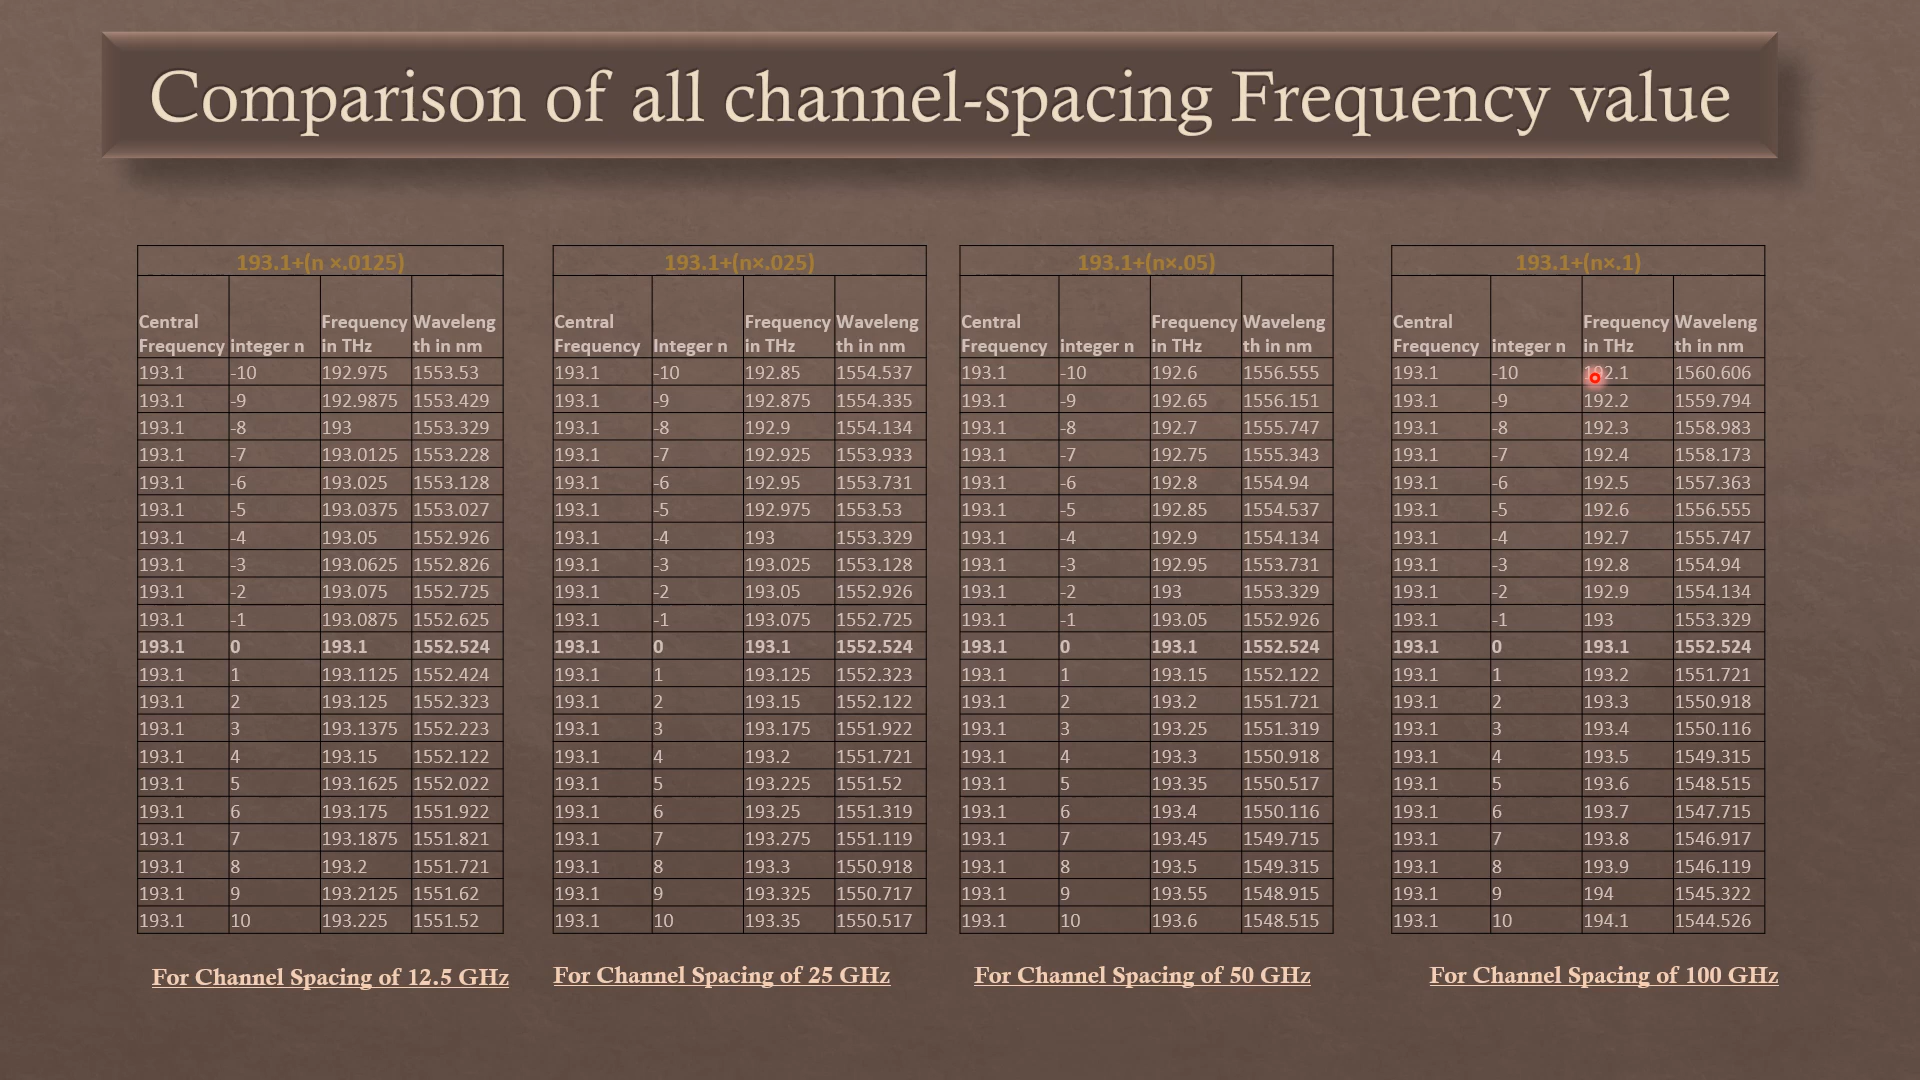 Comparison of all channel-spacing Frequency value
193.1+(n ×.0125)
Central Frequency integer n Frequency in THz Waveleng th in nm
193.1 -10 192.975 1553.53
193.1 -9 192.9875 1553.429
193.1 -8 193 1553.329
193.1 -7 193.0125 1553.228
193.1 -6 193.025 1553.128
193.1 -5 193.0375 1553.027
193.1 -4 193.05 1552.926
193.1 -3 193.0625 1552.826
193.1 -2 193.075 1552.725
193.1 -1 193.0875 1552.625
193.1 0 193.1 1552.524
193.1 1 193.1125 1552.424
193.1 2 193.125 1552.323
193.1 3 193.1375 1552.223
193.1 4 193.15 1552.122
193.1 5 193.1625 1552.022
193.1 6 193.175 1551.922
193.1 7 193.1875 1551.821
193.1 8 193.2 1551.721
193.1 9 193.2125 1551.62
193.1 10 193.225 1551.52
For Channel Spacing of 12.5 GHz
193.1+(n×.025)
Central Frequency Integer n Frequency in THz Waveleng th in nm
193.1 -10 192.85 1554.537
193.1 -9 192.875 1554.335
193.1 -8 192.9 1554.134
193.1 -7 192.925 1553.933
193.1 -6 192.95 1553.731
193.1 -5 192.975 1553.53
193.1 -4 193 1553.329
193.1 -3 193.025 1553.128
193.1 -2 193.05 1552.926
193.1 -1 193.075 1552.725
193.1 0 193.1 1552.524
193.1 1 193.125 1552.323
193.1 2 193.15 1552.122
193.1 3 193.175 1551.922
193.1 4 193.2 1551.721
193.1 5 193.225 1551.52
193.1 6 193.25 1551.319
193.1 7 193.275 1551.119
193.1 8 193.3 1550.918
193.1 9 193.325 1550.717
193.1 10 193.35 1550.517
For Channel Spacing of 25 GHz
193.1+(n×.05)
Central Frequency integer n Frequency in THz Waveleng th in nm
193.1 -10 192.6 1556.555
193.1 -9 192.65 1556.151
193.1 -8 192.7 1555.747
193.1 -7 192.75 1555.343
193.1 -6 192.8 1554.94
193.1 -5 192.85 1554.537
193.1 -4 192.9 1554.134
193.1 -3 192.95 1553.731
193.1 -2 193 1553.329
193.1 -1 193.05 1552.926
193.1 0 193.1 1552.524
193.1 1 193.15 1552.122
193.1 2 193.2 1551.721
193.1 3 193.25 1551.319
193.1 4 193.3 1550.918
193.1 5 193.35 1550.517
193.1 6 193.4 1550.116
193.1 7 193.45 1549.715
193.1 8 193.5 1549.315
193.1 9 193.55 1548.915
193.1 10 193.6 1548.515
For Channel Spacing of 50 GHz
193.1+(n×.1)
Central Frequency integer n Frequency in THz Waveleng th in nm
193.1 -10 192.1 1560.606
193.1 -9 192.2 1559.794
193.1 -8 192.3 1558.983
193.1 -7 192.4 1558.173
193.1 -6 192.5 1557.363
193.1 -5 192.6 1556.555
193.1 -4 192.7 1555.747
193.1 -3 192.8 1554.94
193.1 -2 192.9 1554.134
193.1 -1 193 1553.329
193.1 0 193.1 1552.524
193.1 1 193.2 1551.721
193.1 2 193.3 1550.918
193.1 3 193.4 1550.116
193.1 4 193.5 1549.315
193.1 5 193.6 1548.515
193.1 6 193.7 1547.715
193.1 7 193.8 1546.917
193.1 8 193.9 1546.119
193.1 9 194 1545.322
193.1 10 194.1 1544.526
For Channel Spacing of 100 GHz